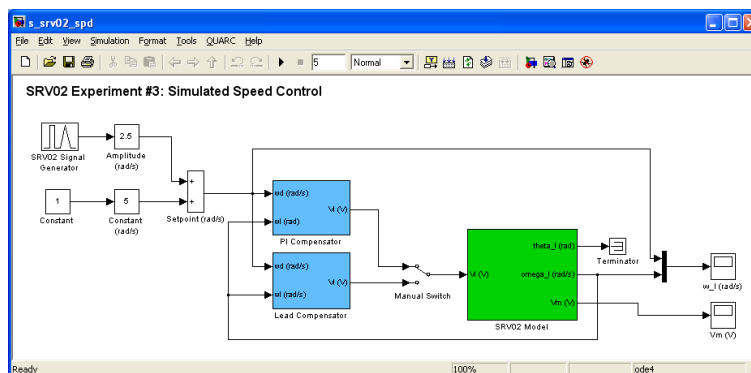 s_srv02_spd
File Edit View Simulation Format Tools QUARC Help
5 Normal
SRV02 Experiment #3: Simulated Speed Control
SRV02 Signal
Generator
2.5
Amplitude
(rad/s)
1
Constant
5
Constant
(rad/s)
+
+
Setpoint (rad/s)
wd (rad/s)
wl (rad)
Vl (V)
PI Compensator
wd (rad/s)
wl (rad/s)
Vl (V)
Lead Compensator
Manual Switch
Vl (V)
theta_l (rad)
omega_l (rad/s)
Vm (V)
SRV02 Model
Terminator
w_l (rad/s)
Vm (V)
Ready 100% ode4